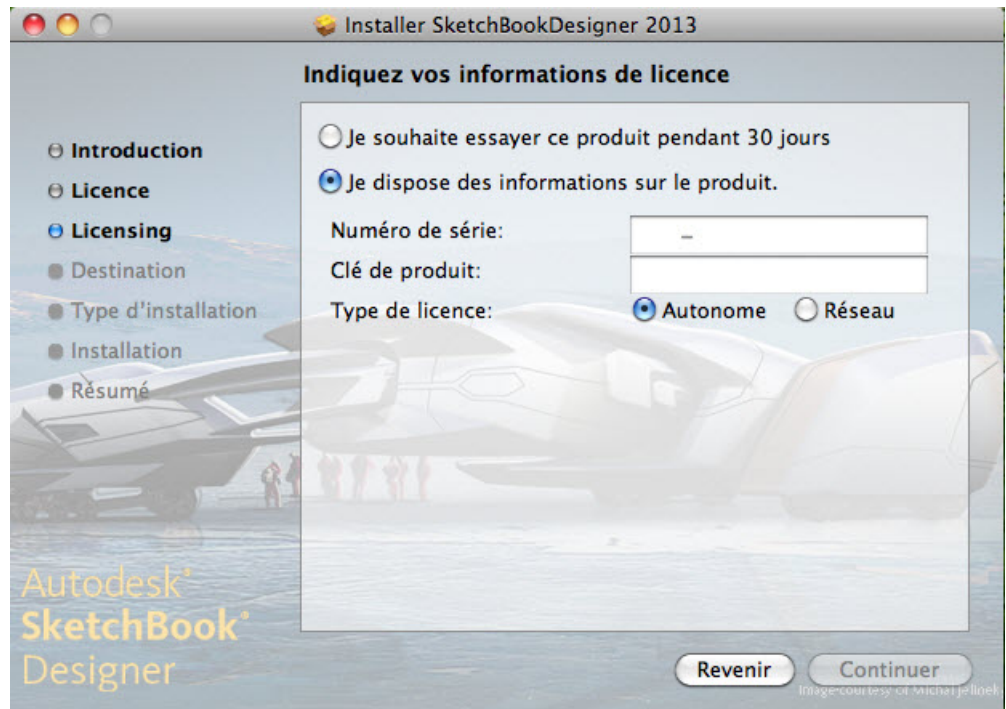 Installer SketchBookDesigner 2013
Indiquez vos informations de licence
Introduction
Licence
Licensing
Destination
Type d'installation
Installation
Résumé
Je souhaite essayer ce produit pendant 30 jours
Je dispose des informations sur le produit.
Numéro de série: –
Clé de produit:
Type de licence: Autonome Réseau
Autodesk®
SketchBook®
Designer
Revenir Continuer
Image courtesy of Michal Jelinek